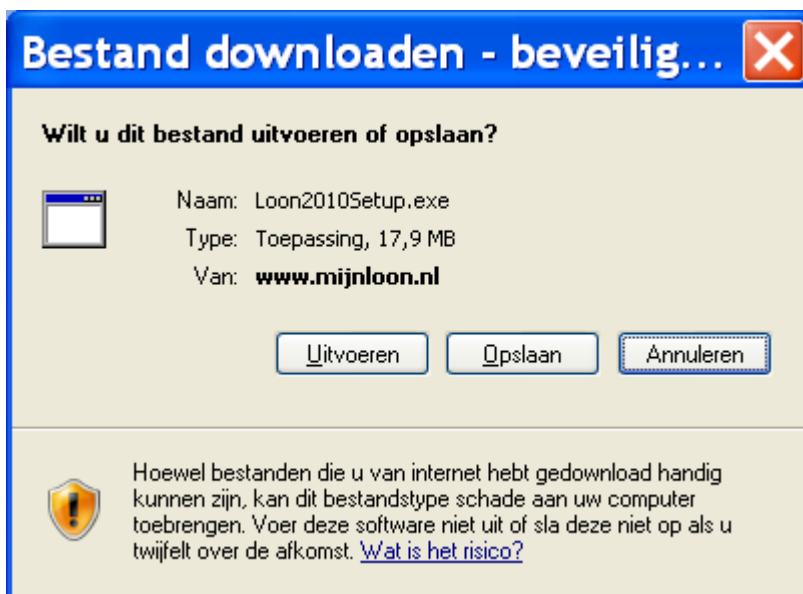 Bestand downloaden - beveilig...
Wilt u dit bestand uitvoeren of opslaan?
Naam: Loon2010Setup.exe
Type: Toepassing, 17,9 MB
Van: www.mijnloon.nl
Uitvoeren Opslaan Annuleren
Hoewel bestanden die u van internet hebt gedownload handig
kunnen zijn, kan dit bestandstype schade aan uw computer
toebrengen. Voer deze software niet uit of sla deze niet op als u
twijfelt over de afkomst. Wat is het risico?